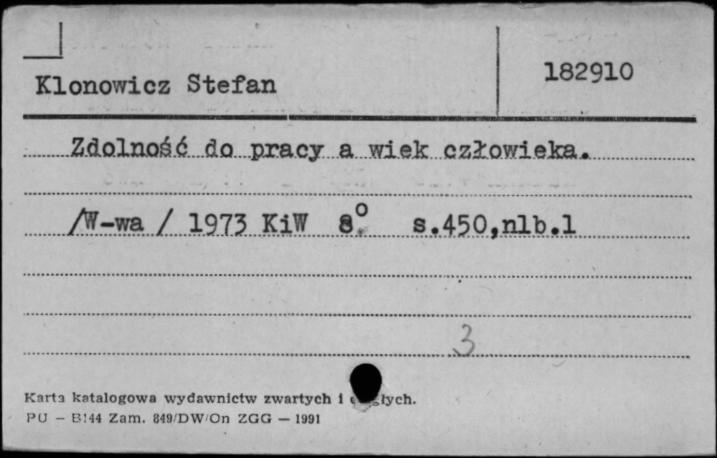 Klonowicz Stefan
182910
Zdolność do pracy a wiek człowieka.
/W-wa / 1973 KiW 8° s.450,nlb.1
3
Karta katalogowa wydawnictw zwartych i
PU — B144 Zam. 849/DW/On ZGG — 1991